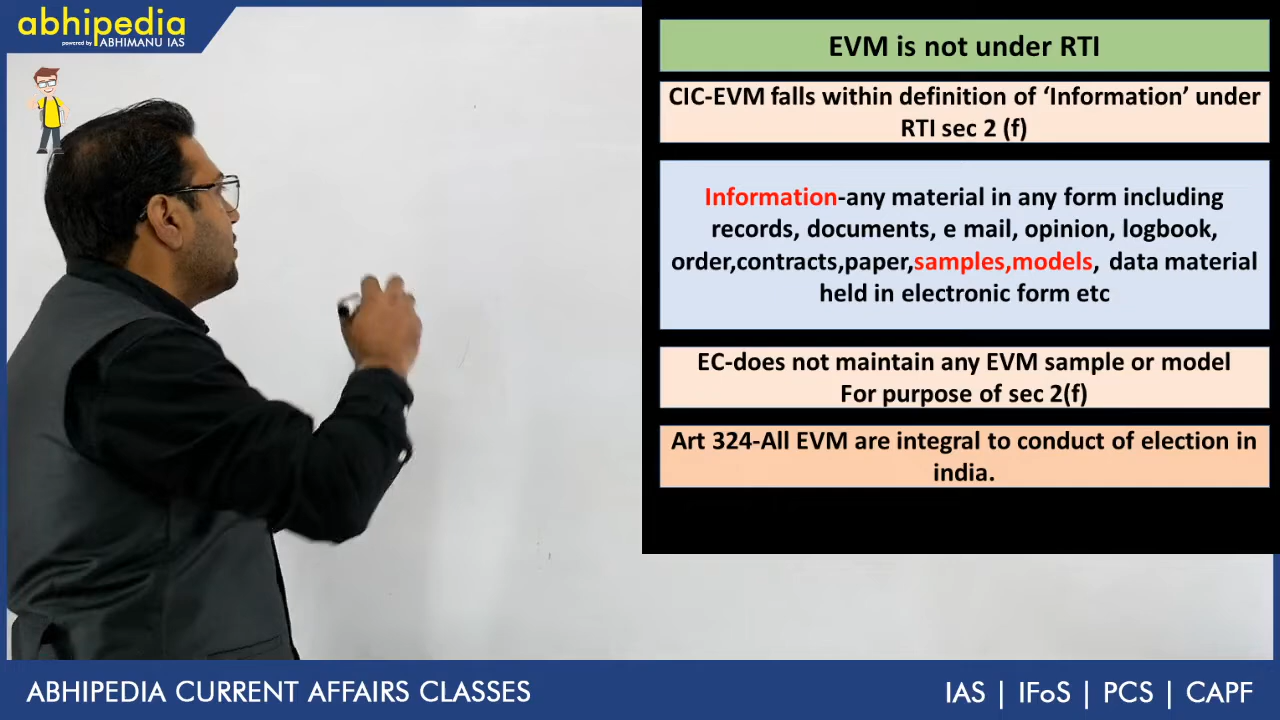 abhipedia
powered by ABHIMANU IAS
EVM is not under RTI
CIC-EVM falls within definition of ‘Information’ under
RTI sec 2 (f)
Information-any material in any form including
records, documents, e mail, opinion, logbook,
order,contracts,paper,samples,models, data material
held in electronic form etc
EC-does not maintain any EVM sample or model
For purpose of sec 2(f)
Art 324-All EVM are integral to conduct of election in
india.
ABHIPEDIA CURRENT AFFAIRS CLASSES
IAS | IFoS | PCS | CAPF